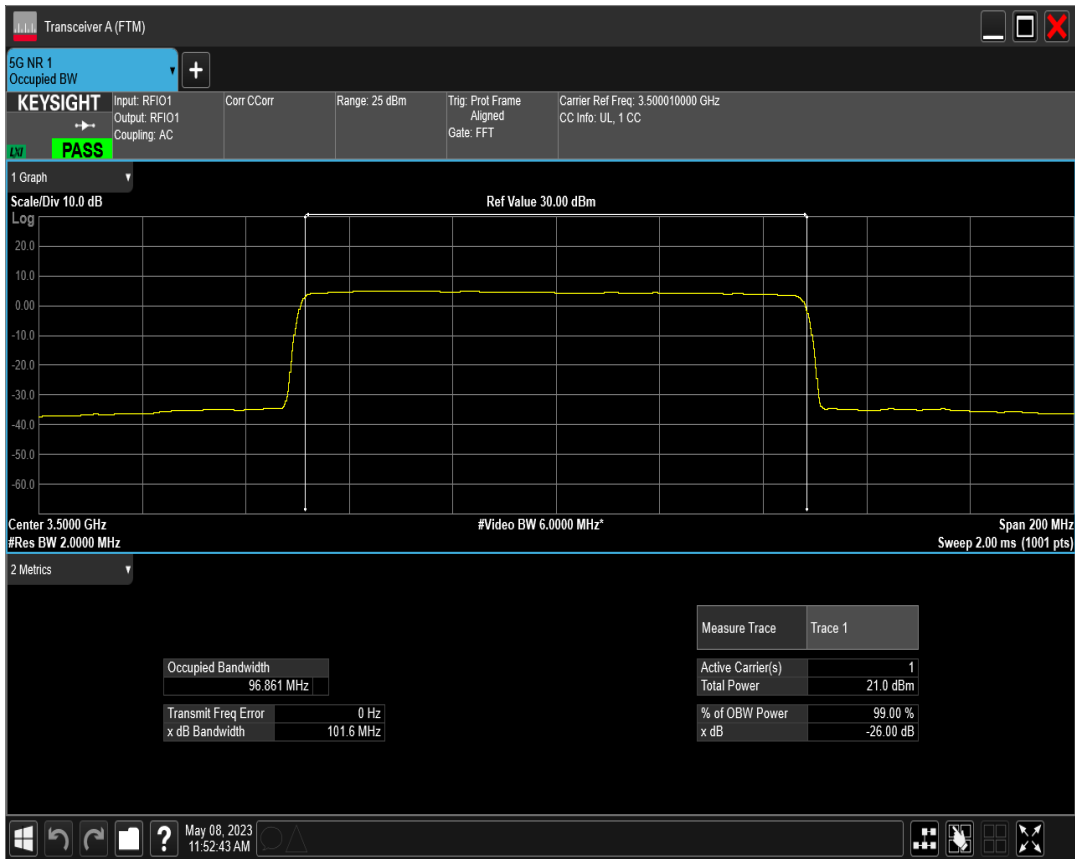 Transceiver A (FTM)
5G NR 1
Occupied BW
+
KEYSIGHT
LXI
PASS
Input: RFIO1
Output: RFIO1
Coupling: AC
Corr CCorr
Range: 25 dBm
Trig: Prot Frame
Aligned
Gate: FFT
Carrier Ref Freq: 3.500010000 GHz
CC Info: UL, 1 CC
1 Graph
Scale/Div 10.0 dB
Ref Value 30.00 dBm
Log
20.0
10.0
0.00
-10.0
-20.0
-30.0
-40.0
-50.0
-60.0
Center 3.5000 GHz
#Video BW 6.0000 MHz*
Span 200 MHz
#Res BW 2.0000 MHz
Sweep 2.00 ms (1001 pts)
2 Metrics
Measure Trace Trace 1
Occupied Bandwidth
96.861 MHz
Active Carrier(s) 1
Total Power 21.0 dBm
Transmit Freq Error 0 Hz
x dB Bandwidth 101.6 MHz
% of OBW Power 99.00 %
x dB -26.00 dB
?
May 08, 2023
11:52:43 AM